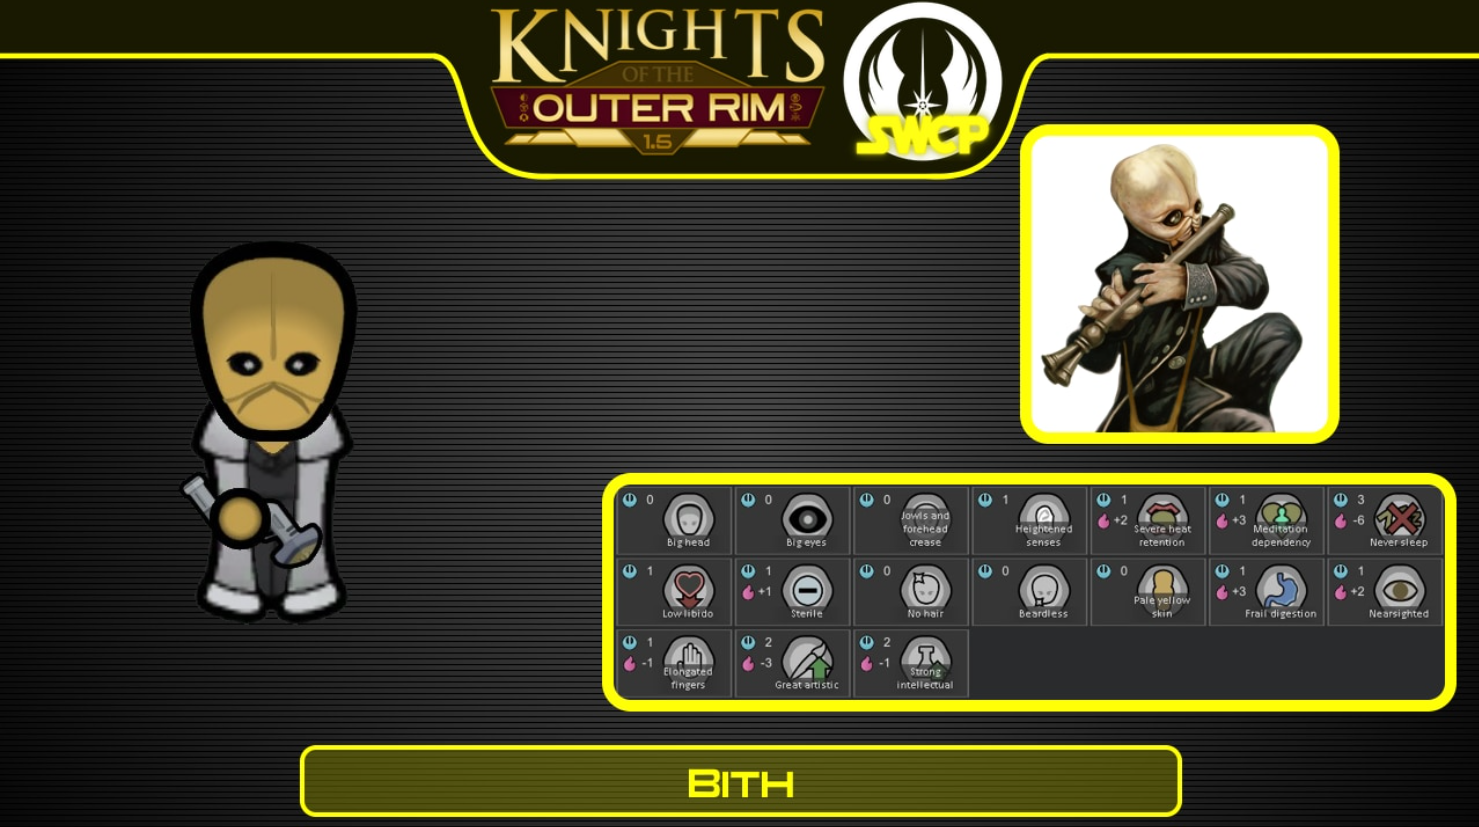 KNIGHTS
OF THE
OUTER RIM
1.5
SWCP
0
Big head
0
Big eyes
0
Jowls and
forehead
crease
1
Heightened
senses
1
+2
Severe heat
retention
1
+3
Meditation
dependency
3
-6
Never sleep
1
Low libido
1
+1
Sterile
0
No hair
0
Beardless
0
Pale yellow
skin
1
+3
Frail digestion
1
+2
Nearsighted
1
-1
Elongated
fingers
2
-3
Great artistic
2
-1
Strong
intellectual
BITH